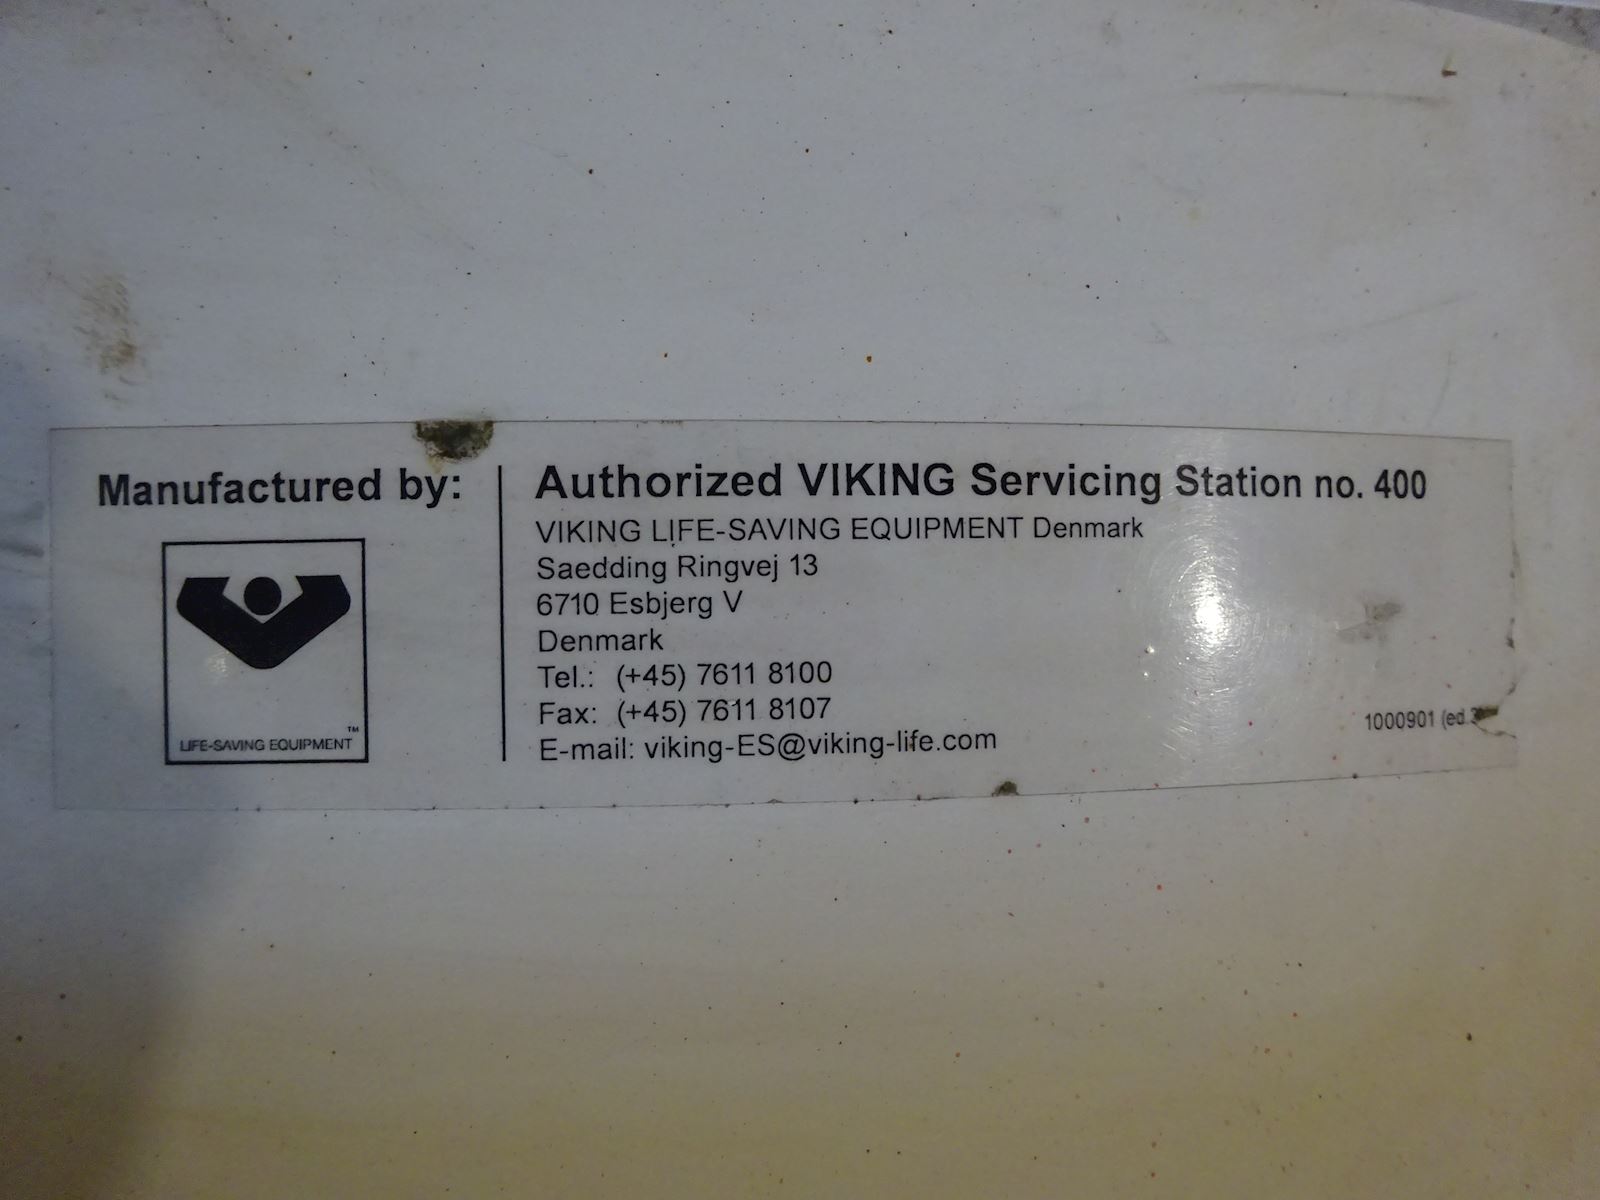 Manufactured by:
LIFE-SAVING EQUIPMENT™
Authorized VIKING Servicing Station no. 400
VIKING LIFE-SAVING EQUIPMENT Denmark
Saedding Ringvej 13
6710 Esbjerg V
Denmark
Tel.: (+45) 7611 8100
Fax: (+45) 7611 8107
E-mail: viking-ES@viking-life.com
1000901 (ed.